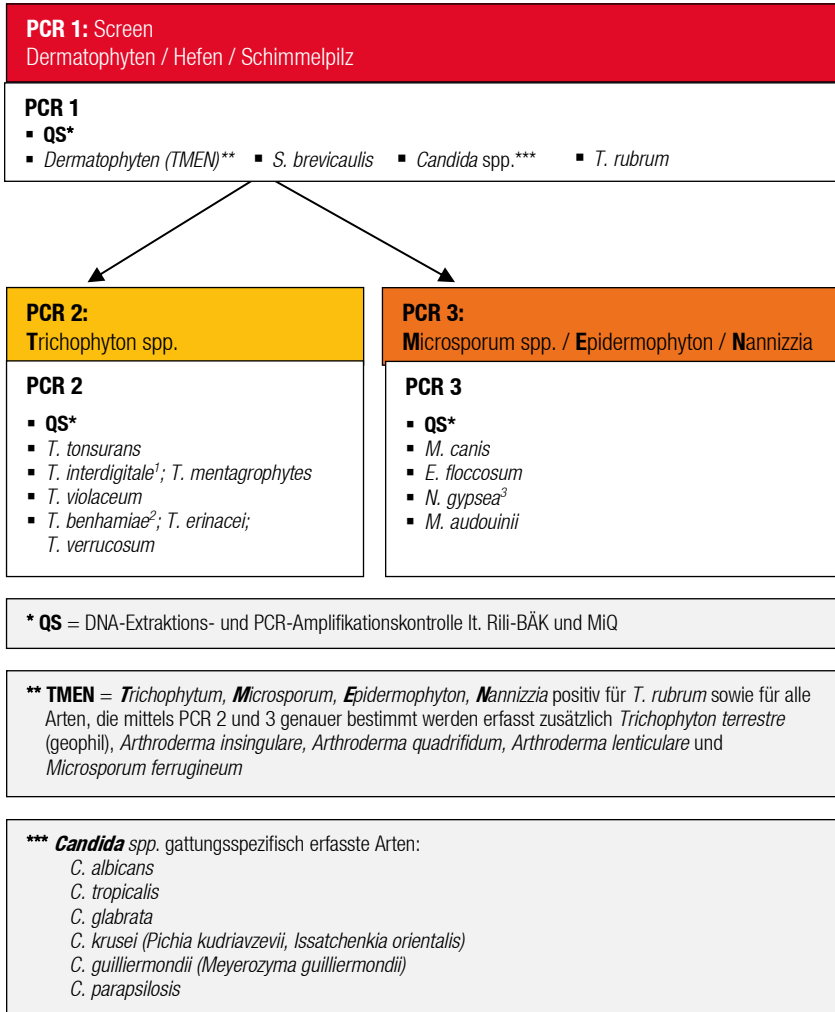 PCR 1: Screen
Dermatophyten / Hefen / Schimmelpilz
PCR 1
▪ QS*
▪ Dermatophyten (TMEN)** ▪ S. brevicaulis ▪ Candida spp.*** ▪ T. rubrum
PCR 2:
Trichophyton spp.
PCR 2
▪ QS*
▪ T. tonsurans
▪ T. interdigitale¹; T. mentagrophytes
▪ T. violaceum
▪ T. benhamiae²; T. erinacei;
T. verrucosum
PCR 3:
Microsporum spp. / Epidermophyton / Nannizzia
PCR 3
▪ QS*
▪ M. canis
▪ E. floccosum
▪ N. gypsea³
▪ M. audouinii
* QS = DNA-Extraktions- und PCR-Amplifikationskontrolle lt. Rili-BÄK und MiQ
** TMEN = Trichophytum, Microsporum, Epidermophyton, Nannizzia positiv für T. rubrum sowie für alle
Arten, die mittels PCR 2 und 3 genauer bestimmt werden erfasst zusätzlich Trichophyton terrestre
(geophil), Arthroderma insingulare, Arthroderma quadrifidum, Arthroderma lenticulare und
Microsporum ferrugineum
*** Candida spp. gattungsspezifisch erfasste Arten:
C. albicans
C. tropicalis
C. glabrata
C. krusei (Pichia kudriavzevii, Issatchenkia orientalis)
C. guilliermondii (Meyerozyma guilliermondii)
C. parapsilosis